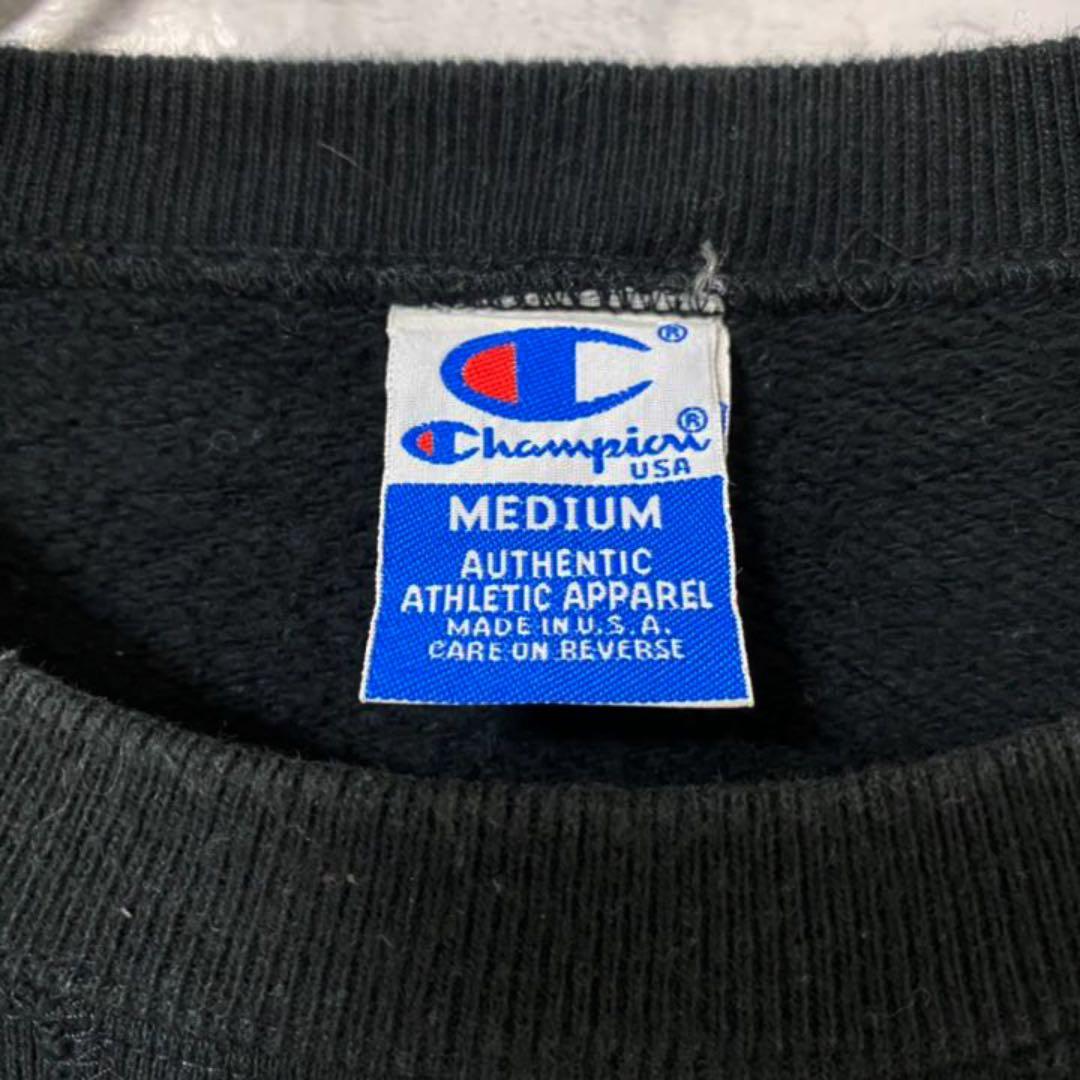 ®
Champion®
USA
MEDIUM
AUTHENTIC
ATHLETIC APPAREL
MADE IN U.S.A.
CARE ON REVERSE